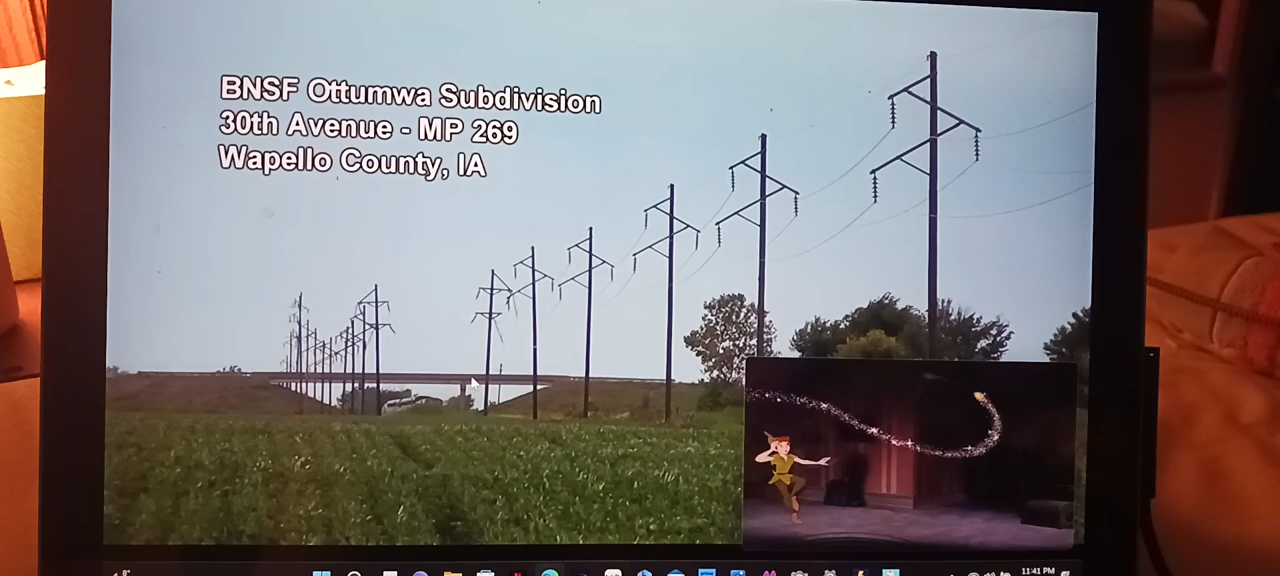 BNSF Ottumwa Subdivision
30th Avenue - MP 269
Wapello County, IA
11:41 PM